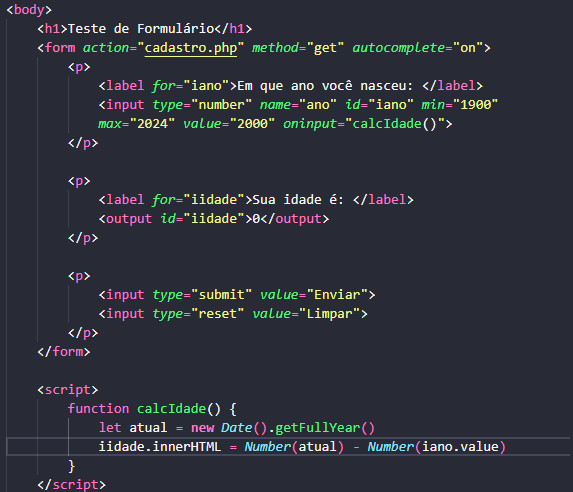 <body>
<h1>Teste de Formulário</h1>
<form action="cadastro.php" method="get" autocomplete="on">
<p>
<label for="iano">Em que ano você nasceu: </label>
<input type="number" name="ano" id="iano" min="1900"
max="2024" value="2000" oninput="calcIdade()">
</p>
<p>
<label for="iidade">Sua idade é: </label>
<output id="iidade">0</output>
</p>
<p>
<input type="submit" value="Enviar">
<input type="reset" value="Limpar">
</p>
</form>
<script>
function calcIdade() {
let atual = new Date().getFullYear()
iidade.innerHTML = Number(atual) - Number(iano.value)
}
</script>